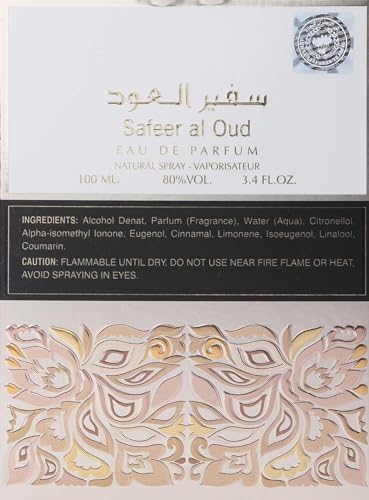 سفير العود
Safeer al Oud
EAU DE PARFUM
NATURAL SPRAY - VAPORISATEUR
100 ME. 80%VOL. 3.4 FL.OZ.
INGREDIENTS: Alcohol Denat, Parfum (Fragrance), Water (Aqua), Citronellol,
Alpha-isomethyl Ionone, Eugenol, Cinnamal, Limonene, Isoeugenol, Linalool,
Coumarin.
CAUTION: FLAMMABLE UNTIL DRY. DO NOT USE NEAR FIRE FLAME OR HEAT,
AVOID SPRAYING IN EYES.